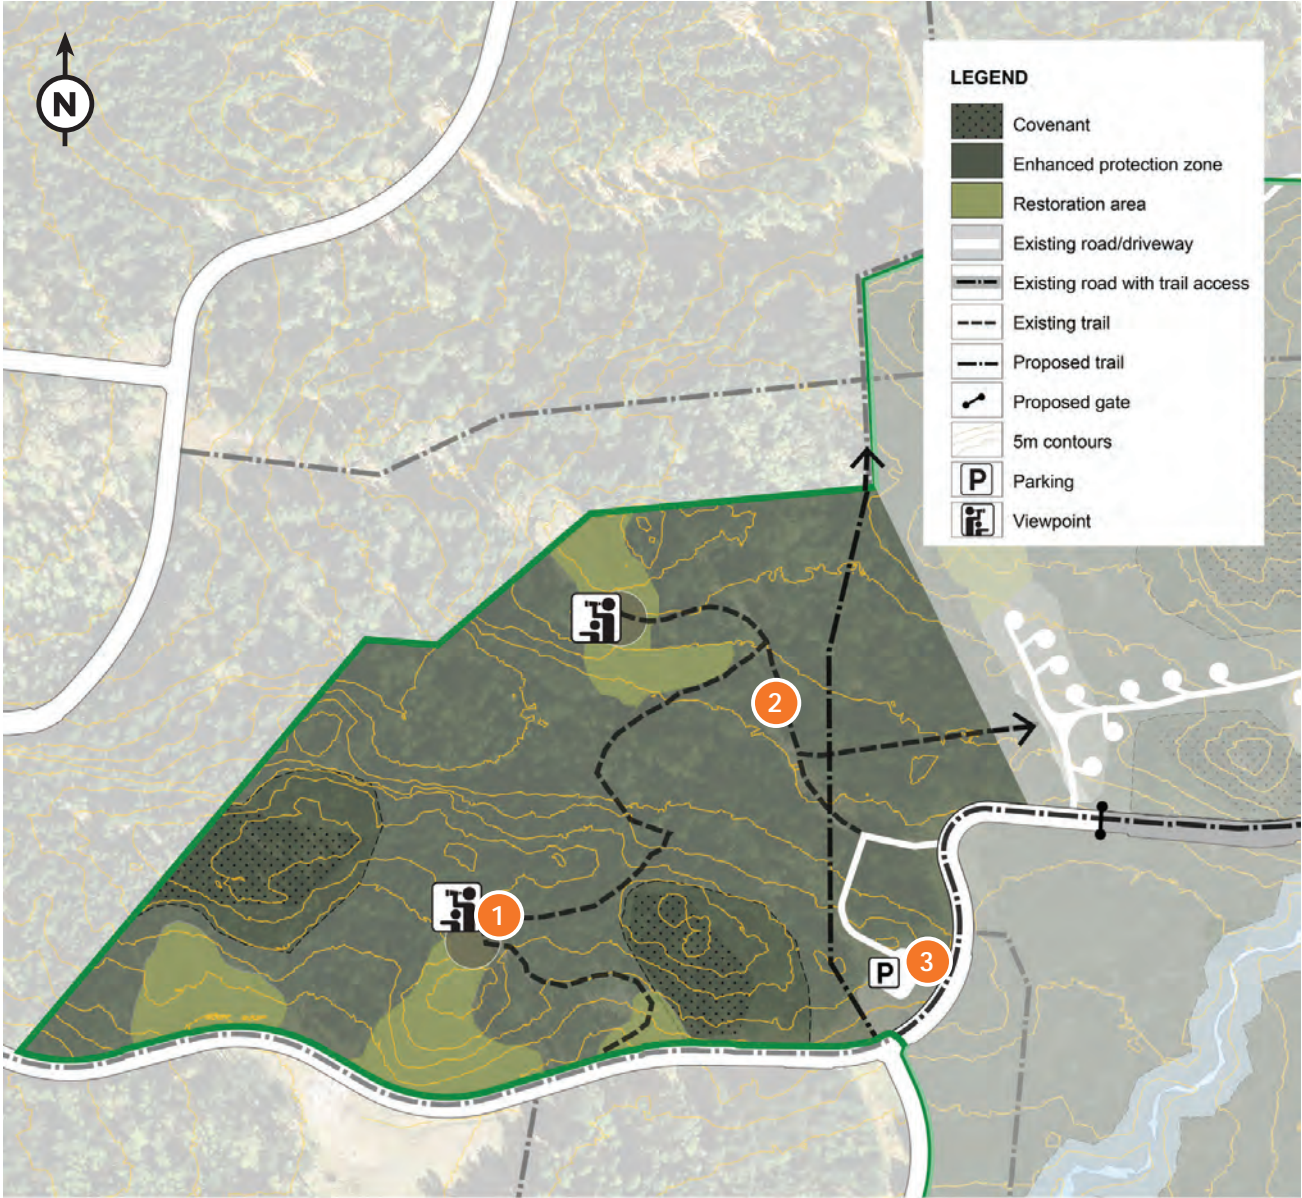 N
LEGEND
Covenant
Enhanced protection zone
Restoration area
Existing road/driveway
Existing road with trail access
Existing trail
Proposed trail
Proposed gate
5m contours
P
Parking
Viewpoint
2
1
3
P